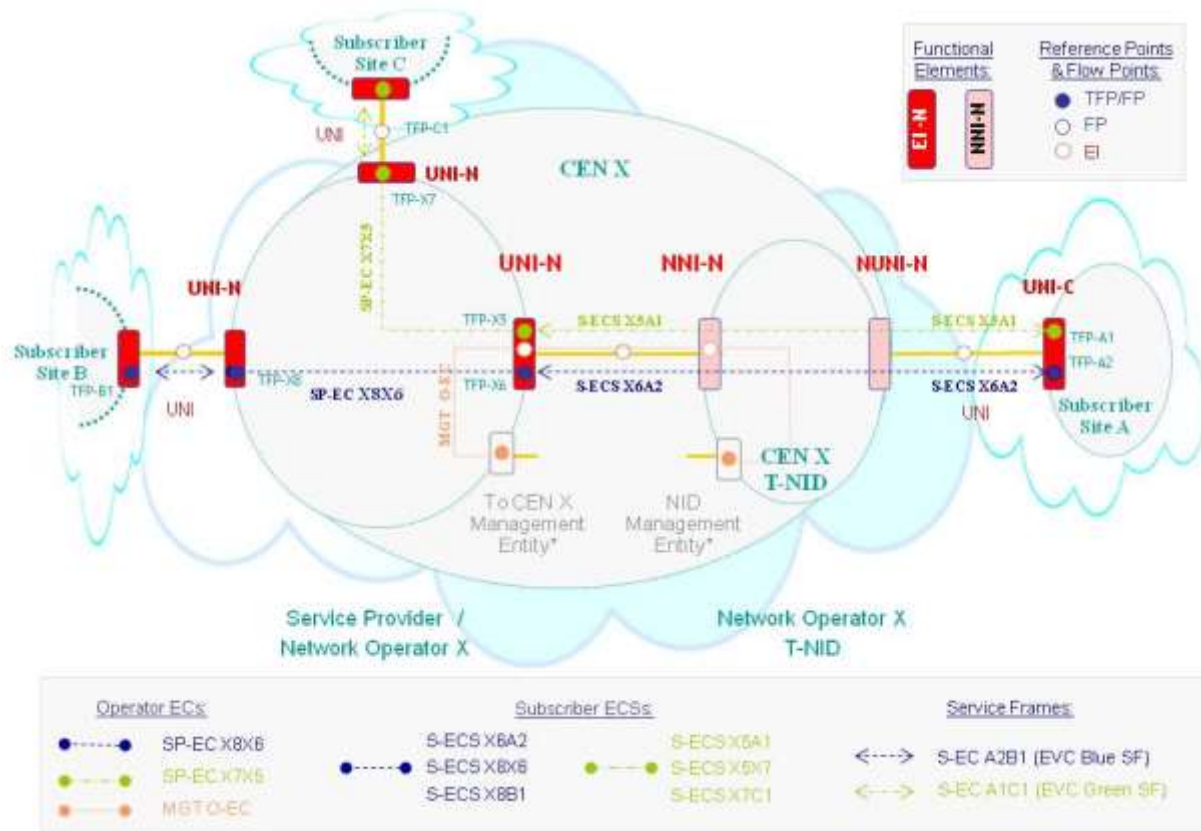 Subscriber
Site C
Functional
Elements:
Reference Points
& Flow Points:
EI-N
NNI-N
TFP/FP
FP
EI
UNI
TFP-C1
UNI-N
CEN X
TFP-X7
SP-EC X7X5
UNI-N
NNI-N
NUNI-N
UNI-N
UNI-C
TFP-X5
S-ECS X5A1
S-ECS X5A1
TFP-A1
Subscriber
Site B
TFP-A2
TFP-B1
TFP-X8
TFP-X6
SP-EC X8X6
S-ECS X6A2
S-ECS X6A2
UNI
UNI
MGT O-EC
Subscriber
Site A
CEN X
T-NID
To CEN X
Management
Entity*
NID
Management
Entity*
Service Provider /
Network Operator X
Network Operator X
T-NID
Operator ECs:
Subscriber ECSs:
Service Frames:
SP-EC X8X6
SP-EC X7X5
MGT O-EC
S-ECS X6A2
S-ECS X8X6
S-ECS X8B1
S-ECS X5A1
S-ECS X5X7
S-ECS X7C1
S-EC A2B1 (EVC Blue SF)
S-EC A1C1 (EVC Green SF)